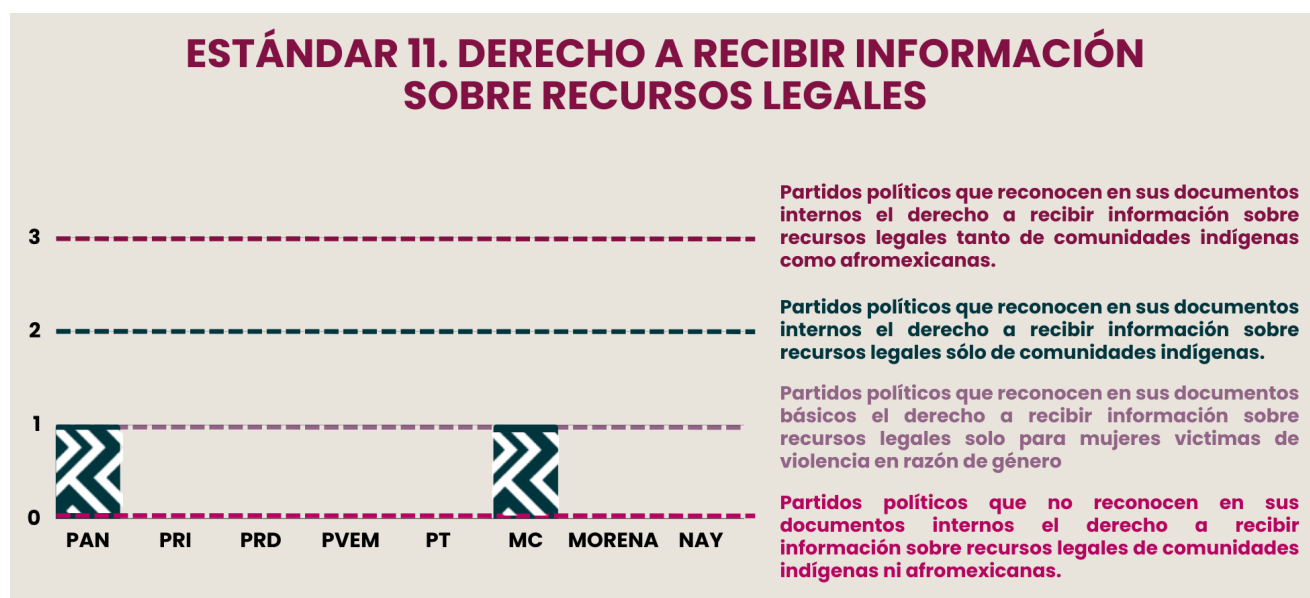 ESTÁNDAR 11. DERECHO A RECIBIR INFORMACIÓN
SOBRE RECURSOS LEGALES
3
2
1
0
PAN PRI PRD PVEM PT MC MORENA NAY
Partidos políticos que reconocen en sus documentos
internos el derecho a recibir información sobre
recursos legales tanto de comunidades indígenas
como afromexicanas.
Partidos políticos que reconocen en sus documentos
internos el derecho a recibir información sobre
recursos legales sólo de comunidades indígenas.
Partidos políticos que reconocen en sus documentos
básicos el derecho a recibir información sobre
recursos legales solo para mujeres victimas de
violencia en razón de género
Partidos políticos que no reconocen en sus
documentos internos el derecho a recibir
información sobre recursos legales de comunidades
indígenas ni afromexicanas.